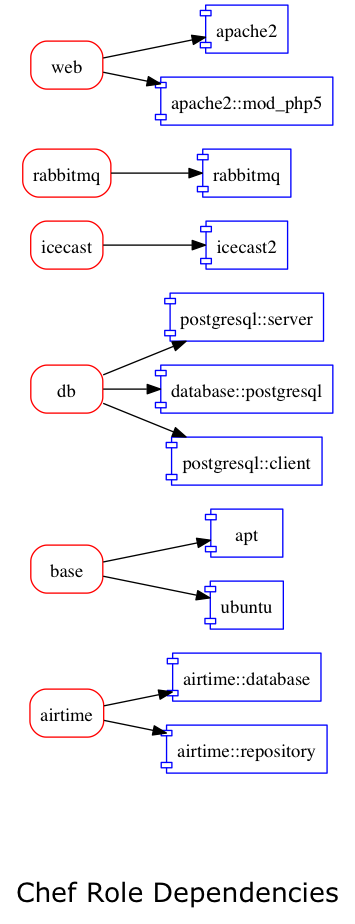 web
apache2
apache2::mod_php5
rabbitmq
rabbitmq
icecast
icecast2
db
postgresql::server
database::postgresql
postgresql::client
base
apt
ubuntu
airtime
airtime::database
airtime::repository
Chef Role Dependencies